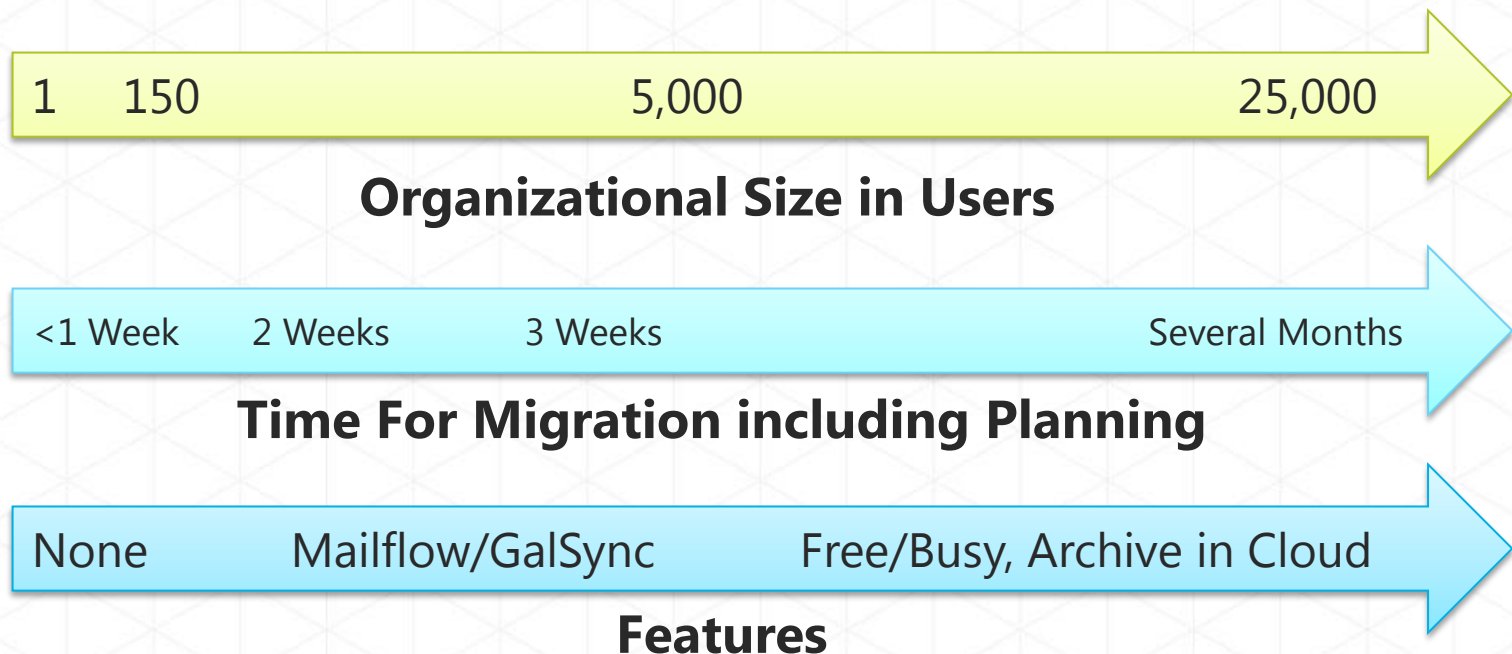 1 150 5,000 25,000
Organizational Size in Users
<1 Week 2 Weeks 3 Weeks Several Months
Time For Migration including Planning
None Mailflow/GalSync Free/Busy, Archive in Cloud
Features